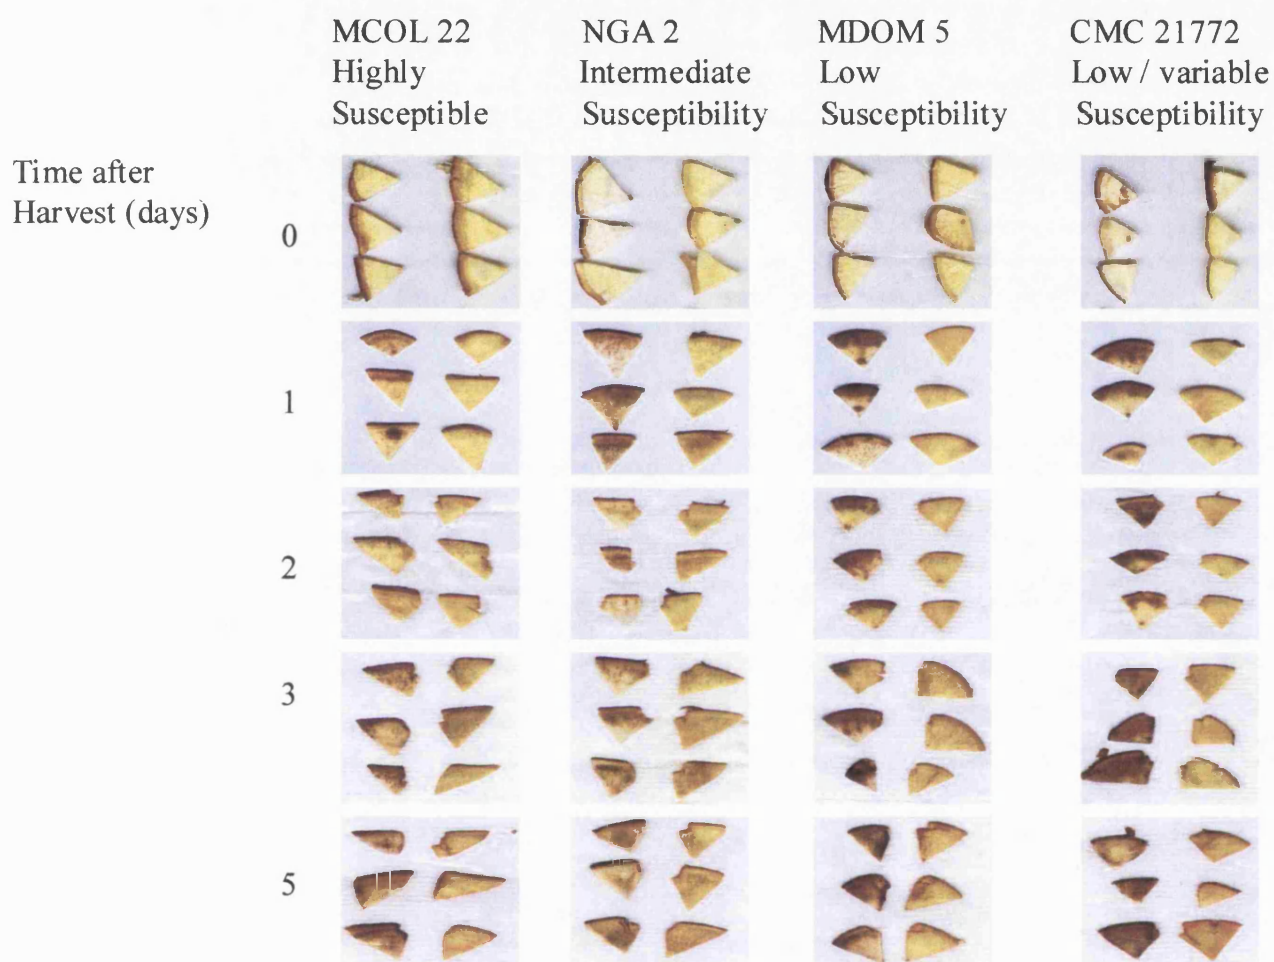 MCOL 22
Highly
Susceptible
NGA 2
Intermediate
Susceptibility
MDOM 5
Low
Susceptibility
CMC 21772
Low / variable
Susceptibility
Time after
Harvest (days)
0
1
2
3
5